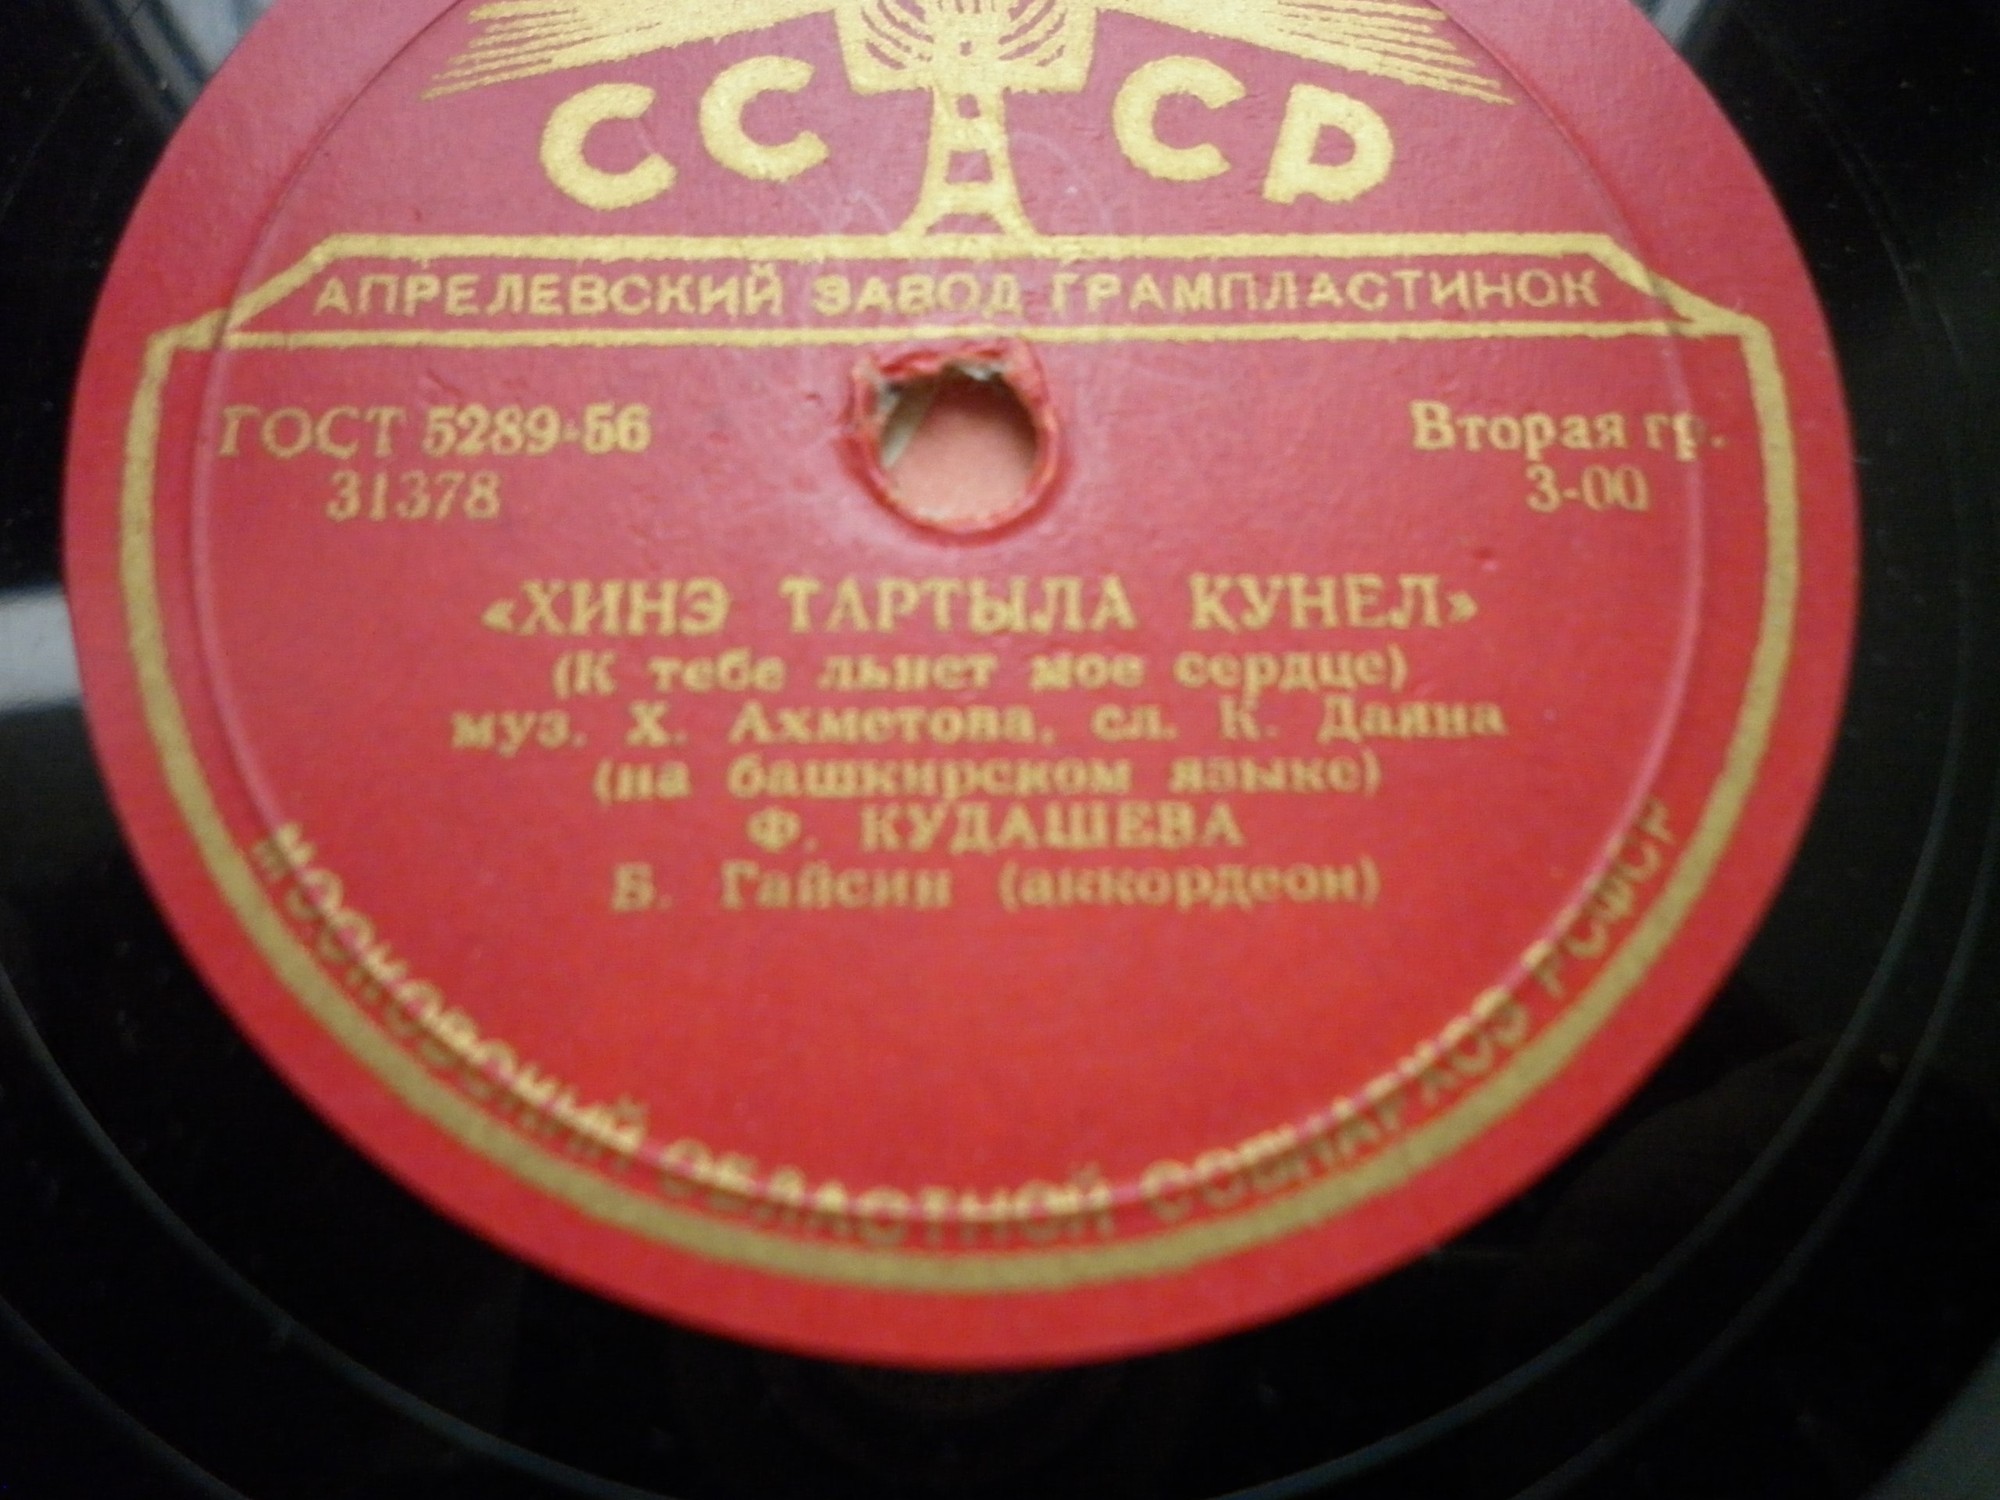 СССР
АПРЕЛЕВСКИЙ ЗАВОД ГРАМПЛАСТИНОК
ГОСТ 5289-56
31378
Вторая гр.
3-00
«ХИНЭ ТАРТЫЛА КУНЕЛ»
(К тебе льнет мое сердце)
муз. Х. Ахметова, сл. К. Даяна
(на башкирском языке)
Ф. КУДАШЕВА
Б. Гайсин (аккордеон)
МОСКОВСКИЙ ОБЛАСТНОЙ СОВНАРХОЗ РСФСР